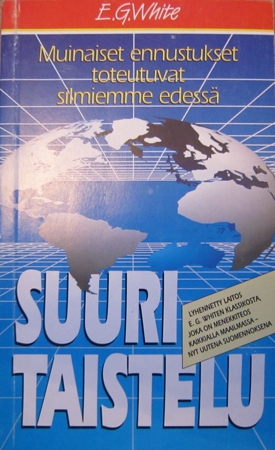 E.G.White
Muinaiset ennustukset
toteutuvat
silmiemme edessä
SUURI
TAISTELU
LYHENNETTY LAITOS
E. G. WHITEN KLASSIKOSTA,
JOKA ON MENEKKITEOS
KAIKKIALLA MAAILMASSA –
NYT UUTENA SUOMENNOKSENA